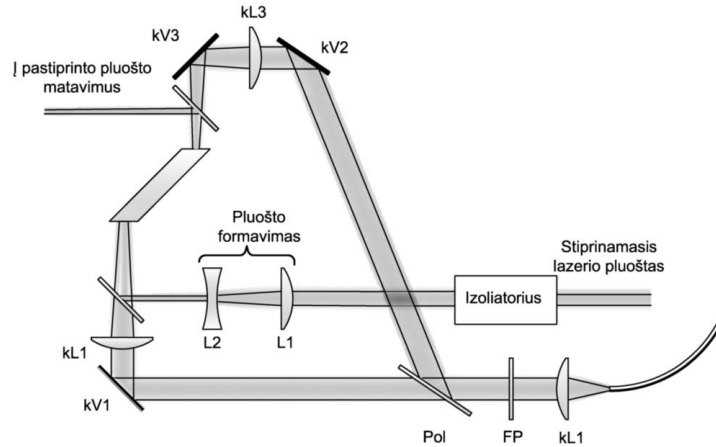 kL3
kV3
kV2
Į pastiprinto pluošto
matavimus
Pluošto
formavimas
Stiprinamasis
lazerio pluoštas
Izoliatorius
kL1
L2
L1
kV1
Pol
FP
kL1